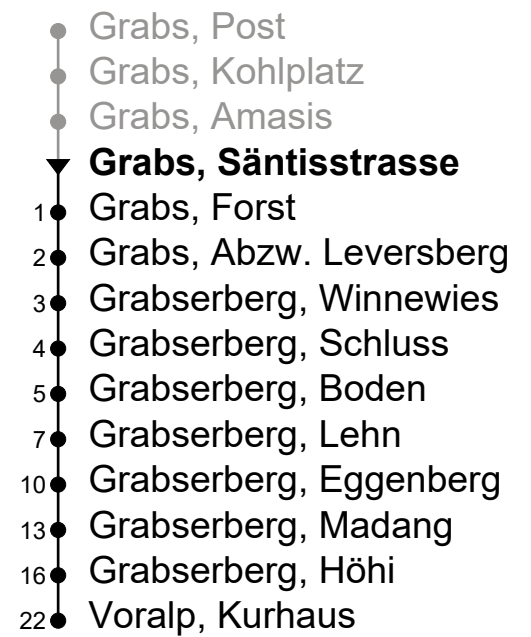 Grabs, Post
Grabs, Kohlplatz
Grabs, Amasis
Grabs, Säntisstrasse
1 Grabs, Forst
2 Grabs, Abzw. Leversberg
3 Grabserberg, Winnewies
4 Grabserberg, Schluss
5 Grabserberg, Boden
7 Grabserberg, Lehn
10 Grabserberg, Eggenberg
13 Grabserberg, Madang
16 Grabserberg, Höhi
22 Voralp, Kurhaus